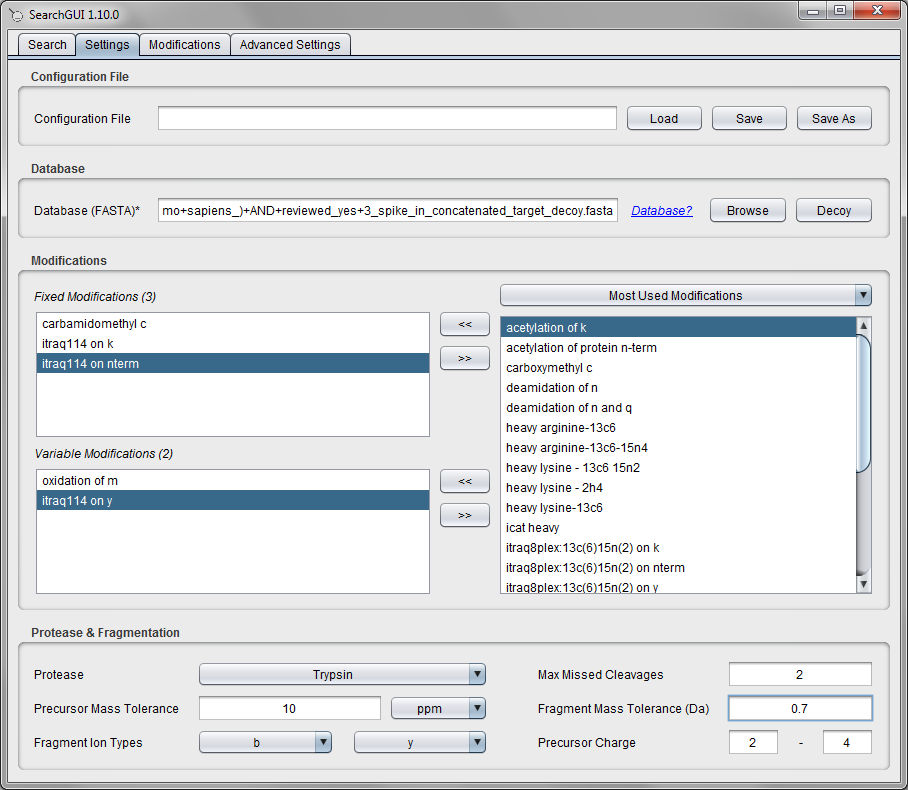 SearchGUI 1.10.0
Search Settings Modifications Advanced Settings
Configuration File
Configuration File Load Save Save As
Database
Database (FASTA)* mo+sapiens_)+AND+reviewed_yes+3_spike_in_concatenated_target_decoy.fasta Database? Browse Decoy
Modifications
Fixed Modifications (3)
carbamidomethyl c
itraq114 on k
itraq114 on nterm
<<
>>
Variable Modifications (2)
oxidation of m
itraq114 on y
<<
>>
Most Used Modifications
acetylation of k
acetylation of protein n-term
carboxymethyl c
deamidation of n
deamidation of n and q
heavy arginine-13c6
heavy arginine-13c6-15n4
heavy lysine - 13c6 15n2
heavy lysine - 2h4
heavy lysine-13c6
icat heavy
itraq8plex:13c(6)15n(2) on k
itraq8plex:13c(6)15n(2) on nterm
itraq8plex:13c(6)15n(2) on y
Protease & Fragmentation
Protease Trypsin Max Missed Cleavages 2
Precursor Mass Tolerance 10 ppm Fragment Mass Tolerance (Da) 0.7
Fragment Ion Types b y Precursor Charge 2 - 4